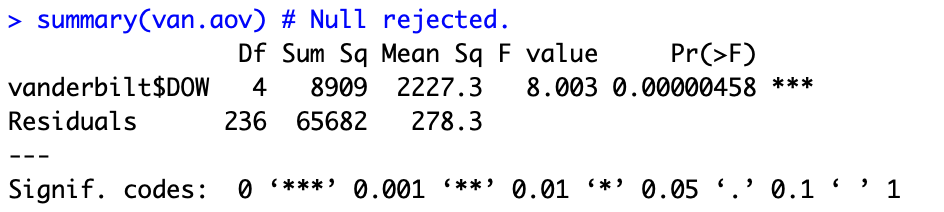 > summary(van.aov) # Null rejected.
Df Sum Sq Mean Sq F value Pr(>F)
vanderbilt$DOW 4 8909 2227.3 8.003 0.00000458 ***
Residuals 236 65682 278.3
---
Signif. codes: 0 ‘***’ 0.001 ‘**’ 0.01 ‘*’ 0.05 ‘.’ 0.1 ‘ ’ 1